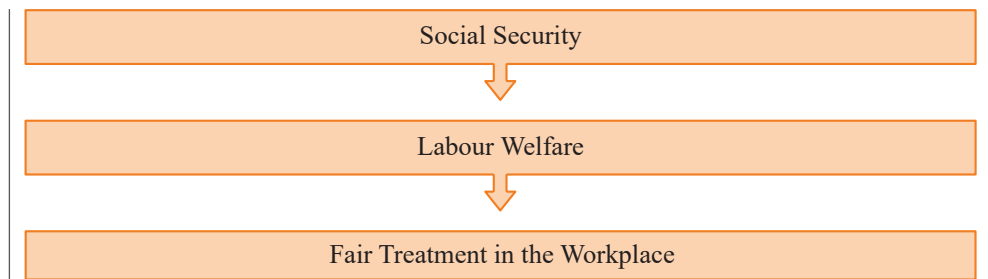 Social Security
Labour Welfare
Fair Treatment in the Workplace